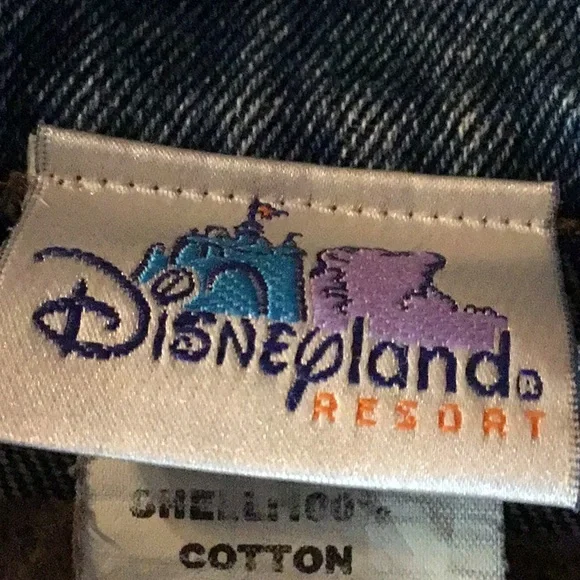 Disneyland®
RESORT
SHELL:100%
COTTON